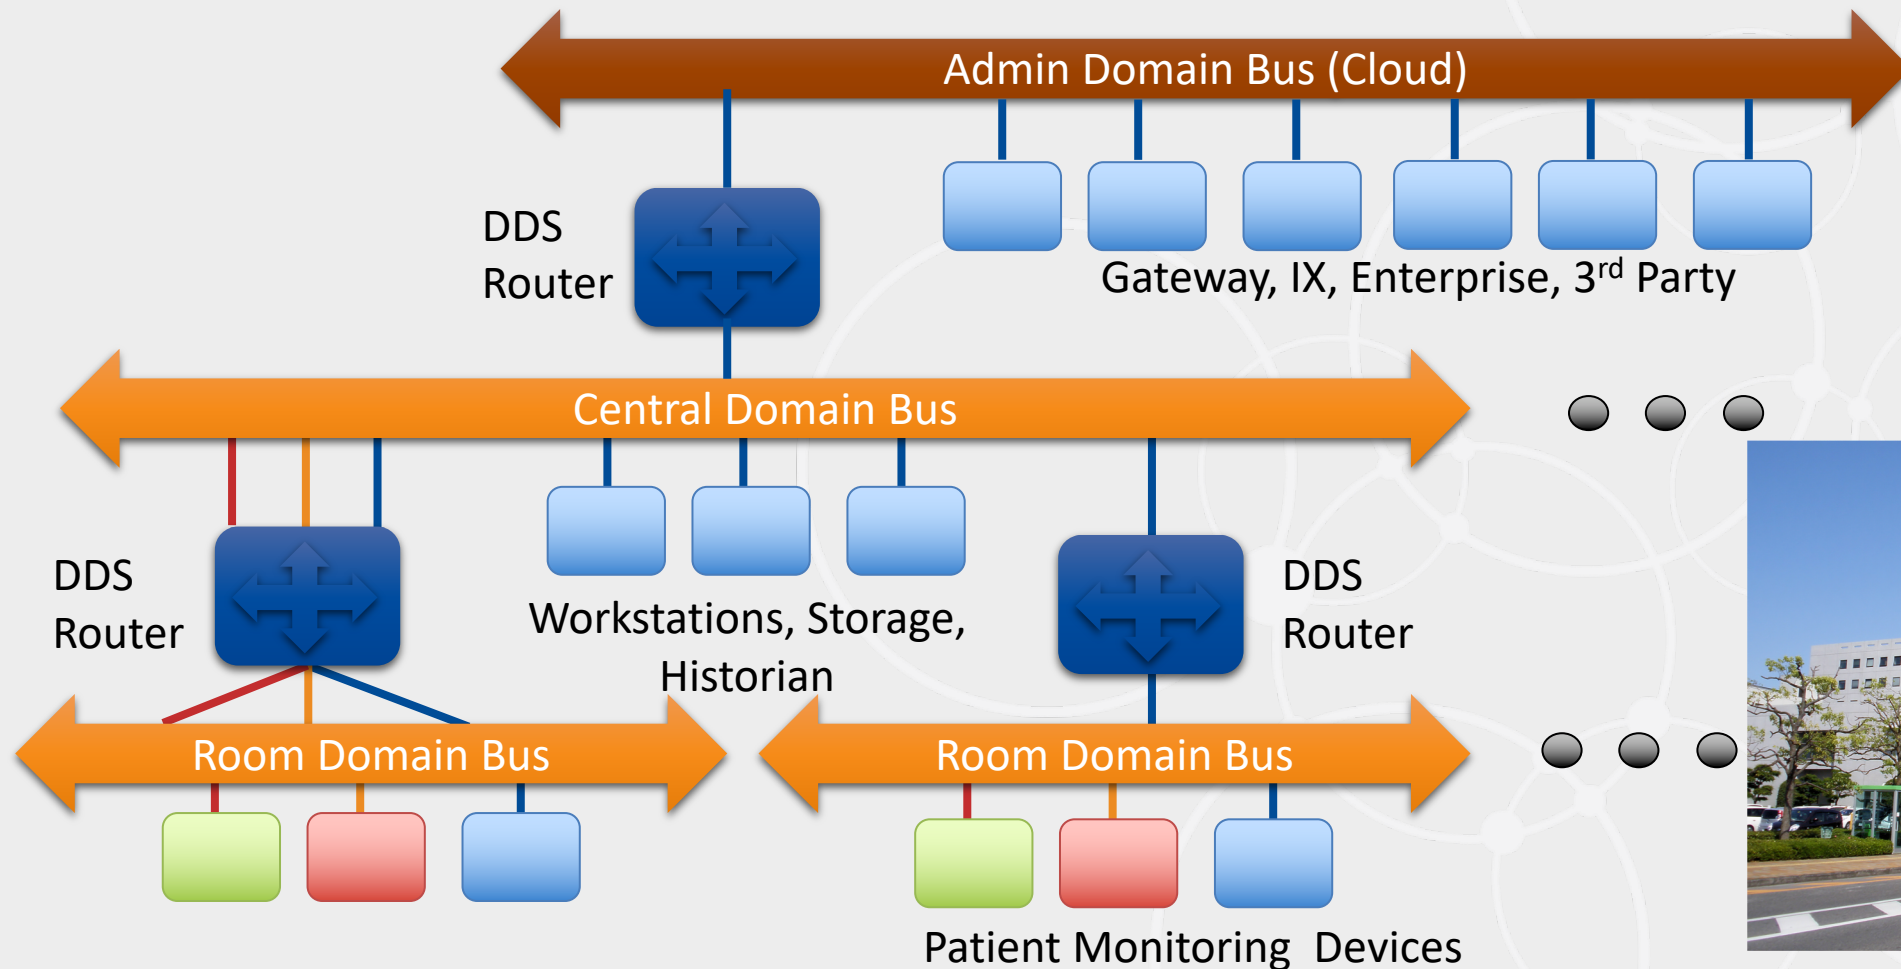 Admin Domain Bus (Cloud)
DDS
Router
Gateway, IX, Enterprise, 3rd Party
Central Domain Bus
DDS
Router
Workstations, Storage,
Historian
DDS
Router
Room Domain Bus
Room Domain Bus
Patient Monitoring Devices